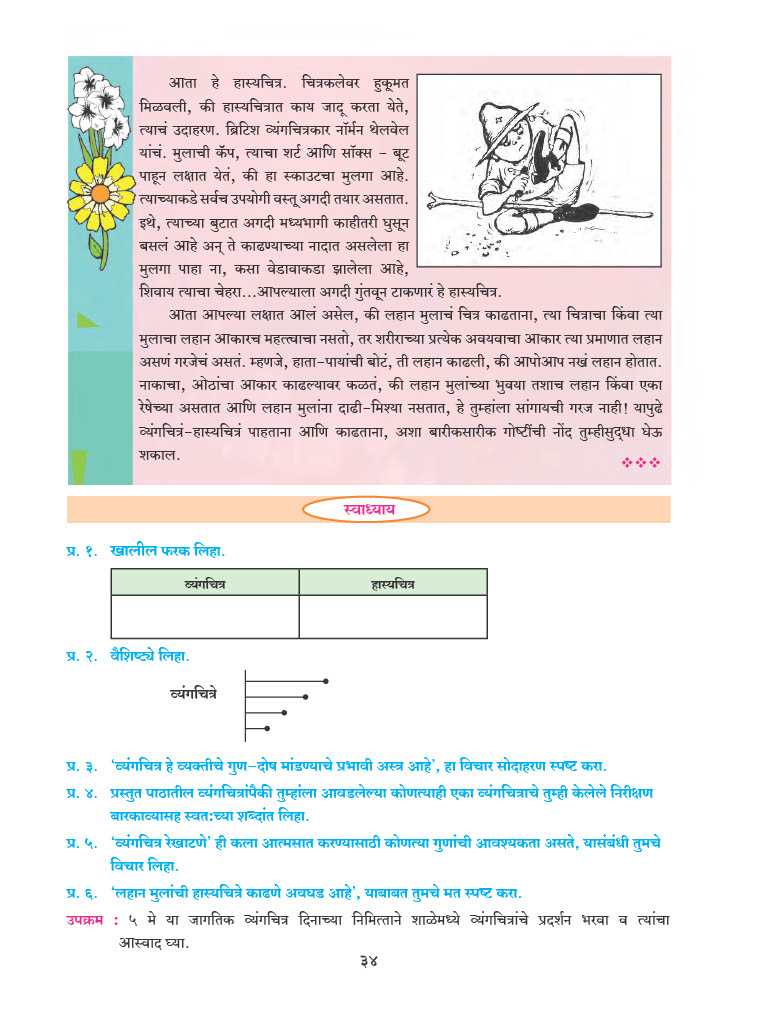 आता हे हास्यचित्र. चित्रकलेवर हुकूमत
मिळवली, की हास्यचित्रात काय जादू करता येते,
त्याचं उदाहरण. ब्रिटिश व्यंगचित्रकार नॉर्मन थेलवेल
यांचं. मुलाची कॅप, त्याचा शर्ट आणि सॉक्स - बूट
पाहून लक्षात येतं, की हा स्काउटचा मुलगा आहे.
त्याच्याकडे सर्वच उपयोगी वस्तू अगदी तयार असतात.
इथे, त्याच्या बुटात अगदी मध्यभागी काहीतरी घुसून
बसलं आहे अन् ते काढण्याच्या नादात असलेला हा
मुलगा पाहा ना, कसा वेडावाकडा झालेला आहे,
शिवाय त्याचा चेहरा...आपल्याला अगदी गुंतवून टाकणारं हे हास्यचित्र.
आता आपल्या लक्षात आलं असेल, की लहान मुलाचं चित्र काढताना, त्या चित्राचा किंवा त्या
मुलाचा लहान आकारच महत्त्वाचा नसतो, तर शरीराच्या प्रत्येक अवयवाचा आकार त्या प्रमाणात लहान
असणं गरजेचं असतं. म्हणजे, हाता-पायांची बोटं, ती लहान काढली, की आपोआप नखं लहान होतात.
नाकाचा, ओठांचा आकार काढल्यावर कळतं, की लहान मुलांच्या भुवया तशाच लहान किंवा एका
रेषेच्या असतात आणि लहान मुलांना दाढी-मिश्या नसतात, हे तुम्हांला सांगायची गरज नाही! यापुढे
व्यंगचित्रं-हास्यचित्रं पाहताना आणि काढताना, अशा बारीकसारीक गोष्टींची नोंद तुम्हीसुद्धा घेऊ
शकाल.
स्वाध्याय
प्र. १. खालील फरक लिहा.
व्यंगचित्र हास्यचित्र
प्र. २. वैशिष्ट्ये लिहा.
व्यंगचित्रे
प्र. ३. ‘व्यंगचित्र हे व्यक्तीचे गुण-दोष मांडण्याचे प्रभावी अस्त्र आहे’, हा विचार सोदाहरण स्पष्ट करा.
प्र. ४. प्रस्तुत पाठातील व्यंगचित्रांपैकी तुम्हांला आवडलेल्या कोणत्याही एका व्यंगचित्राचे तुम्ही केलेले निरीक्षण
बारकाव्यासह स्वत:च्या शब्दांत लिहा.
प्र. ५. ‘व्यंगचित्र रेखाटणे’ ही कला आत्मसात करण्यासाठी कोणत्या गुणांची आवश्यकता असते, यासंबंधी तुमचे
विचार लिहा.
प्र. ६. ‘लहान मुलांची हास्यचित्रे काढणे अवघड आहे’, याबाबत तुमचे मत स्पष्ट करा.
उपक्रम : ५ मे या जागतिक व्यंगचित्र दिनाच्या निमित्ताने शाळेमध्ये व्यंगचित्रांचे प्रदर्शन भरवा व त्यांचा
आस्वाद घ्या.
३४